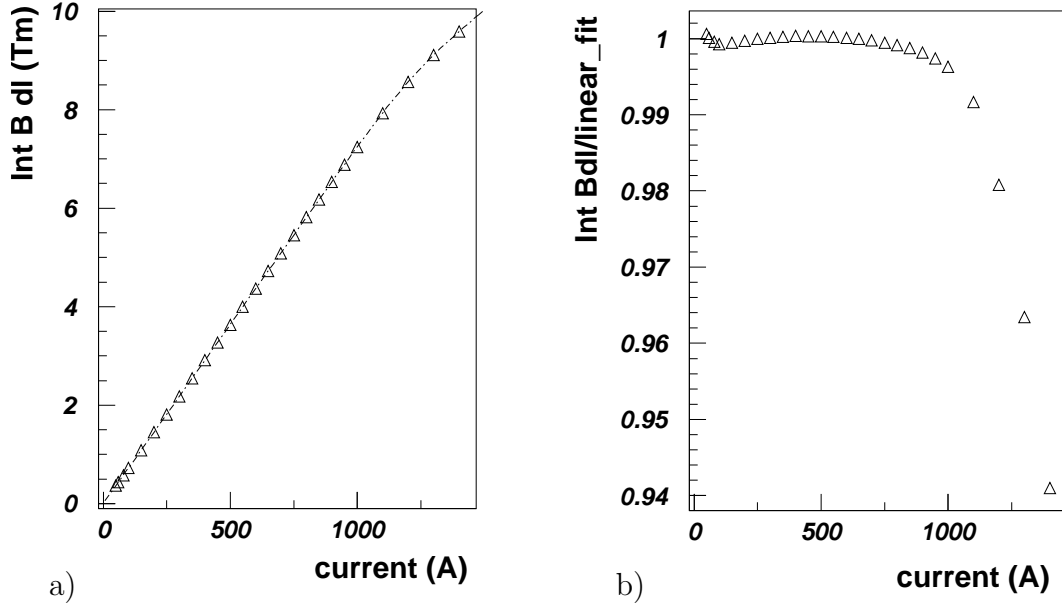 Int B dl (Tm)
10
8
6
4
2
0
0 500 1000
current (A)
a)
Int Bdl/linear_fit
1
0.99
0.98
0.97
0.96
0.95
0.94
0 500 1000
current (A)
b)